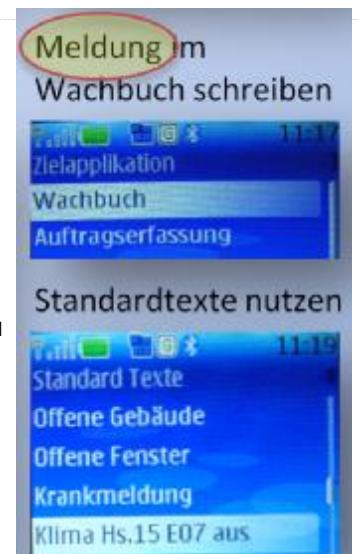 Meldung im
Wachbuch schreiben
11:17
Zielapplikation
Wachbuch
Auftragserfassung
Standardtexte nutzen
11:19
Standard Texte
Offene Gebäude
Offene Fenster
Krankmeldung
Klima Hs.15 E07 aus